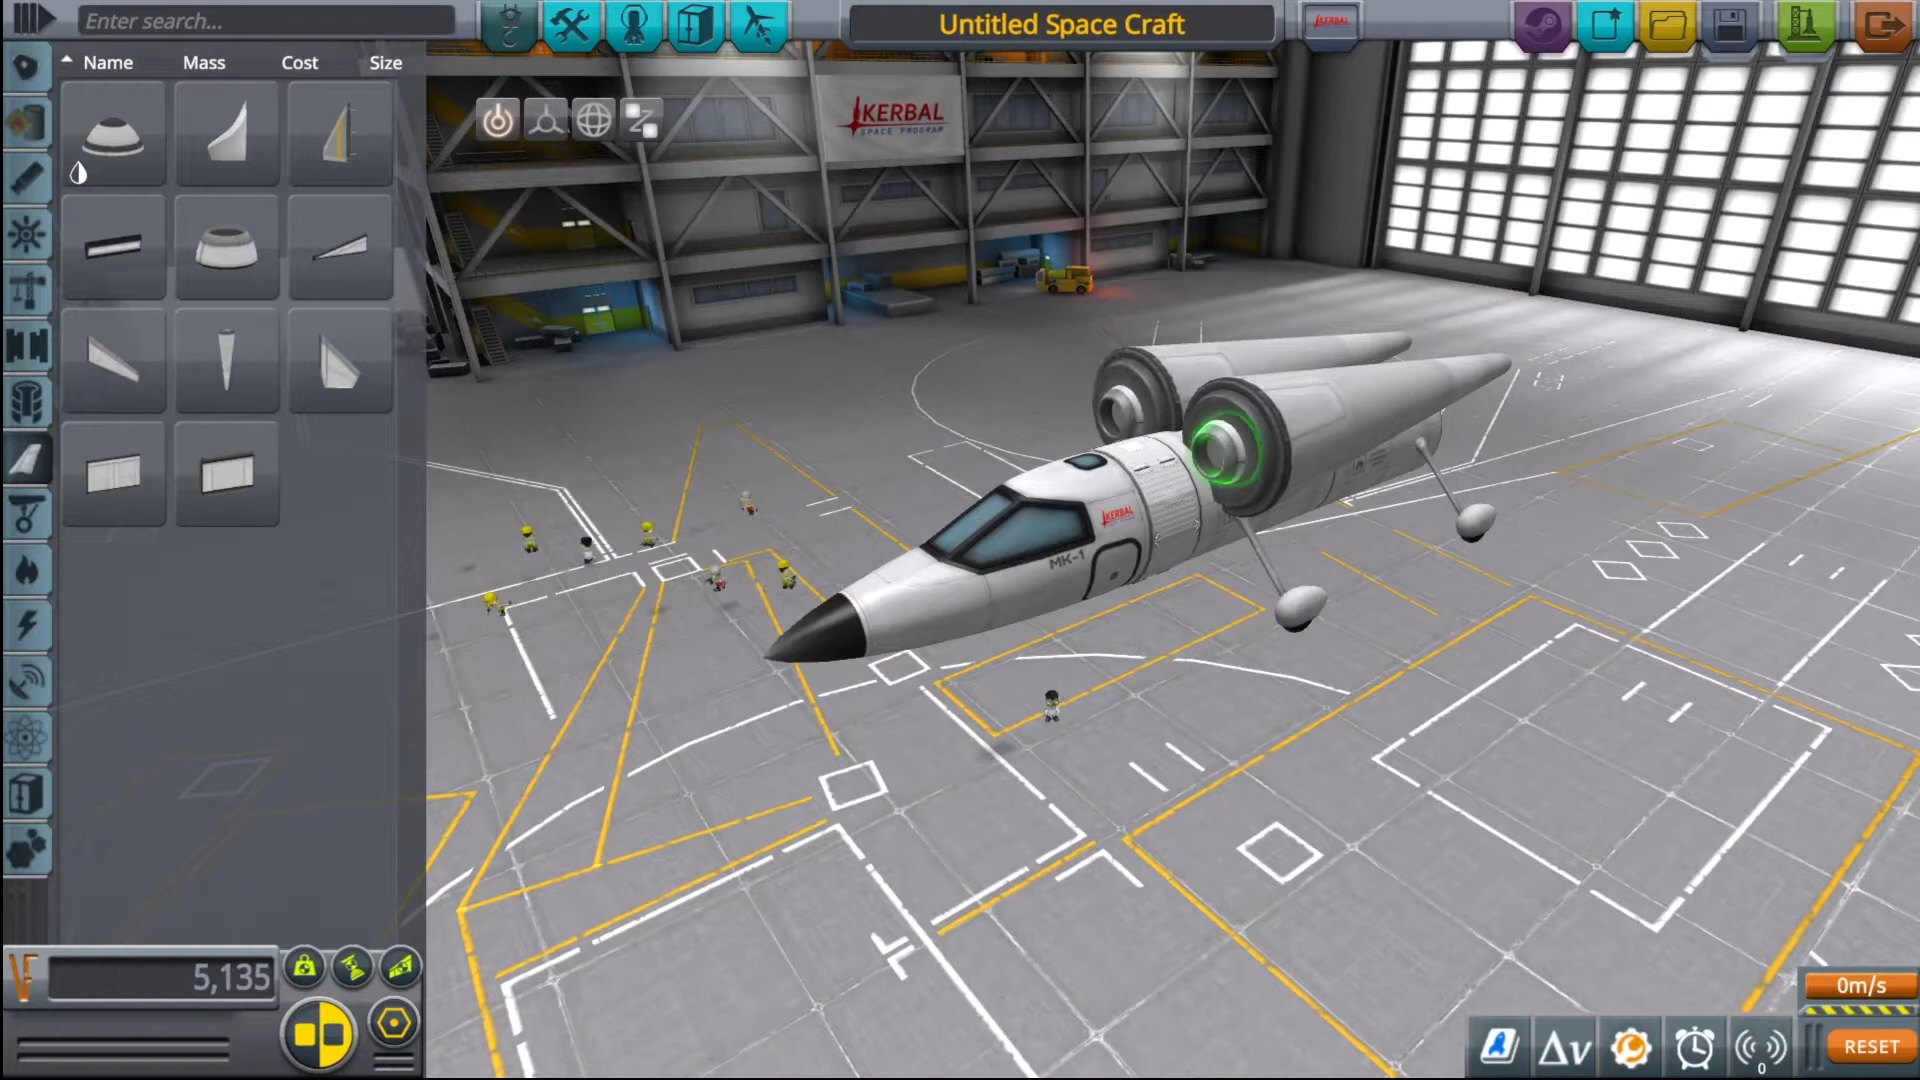 Enter search...
Untitled Space Craft
KERBAL
Name Mass Cost Size
KERBAL
SPACE PROGRAM
KERBAL
MK-1
5,135
0m/s
Δv
0
RESET